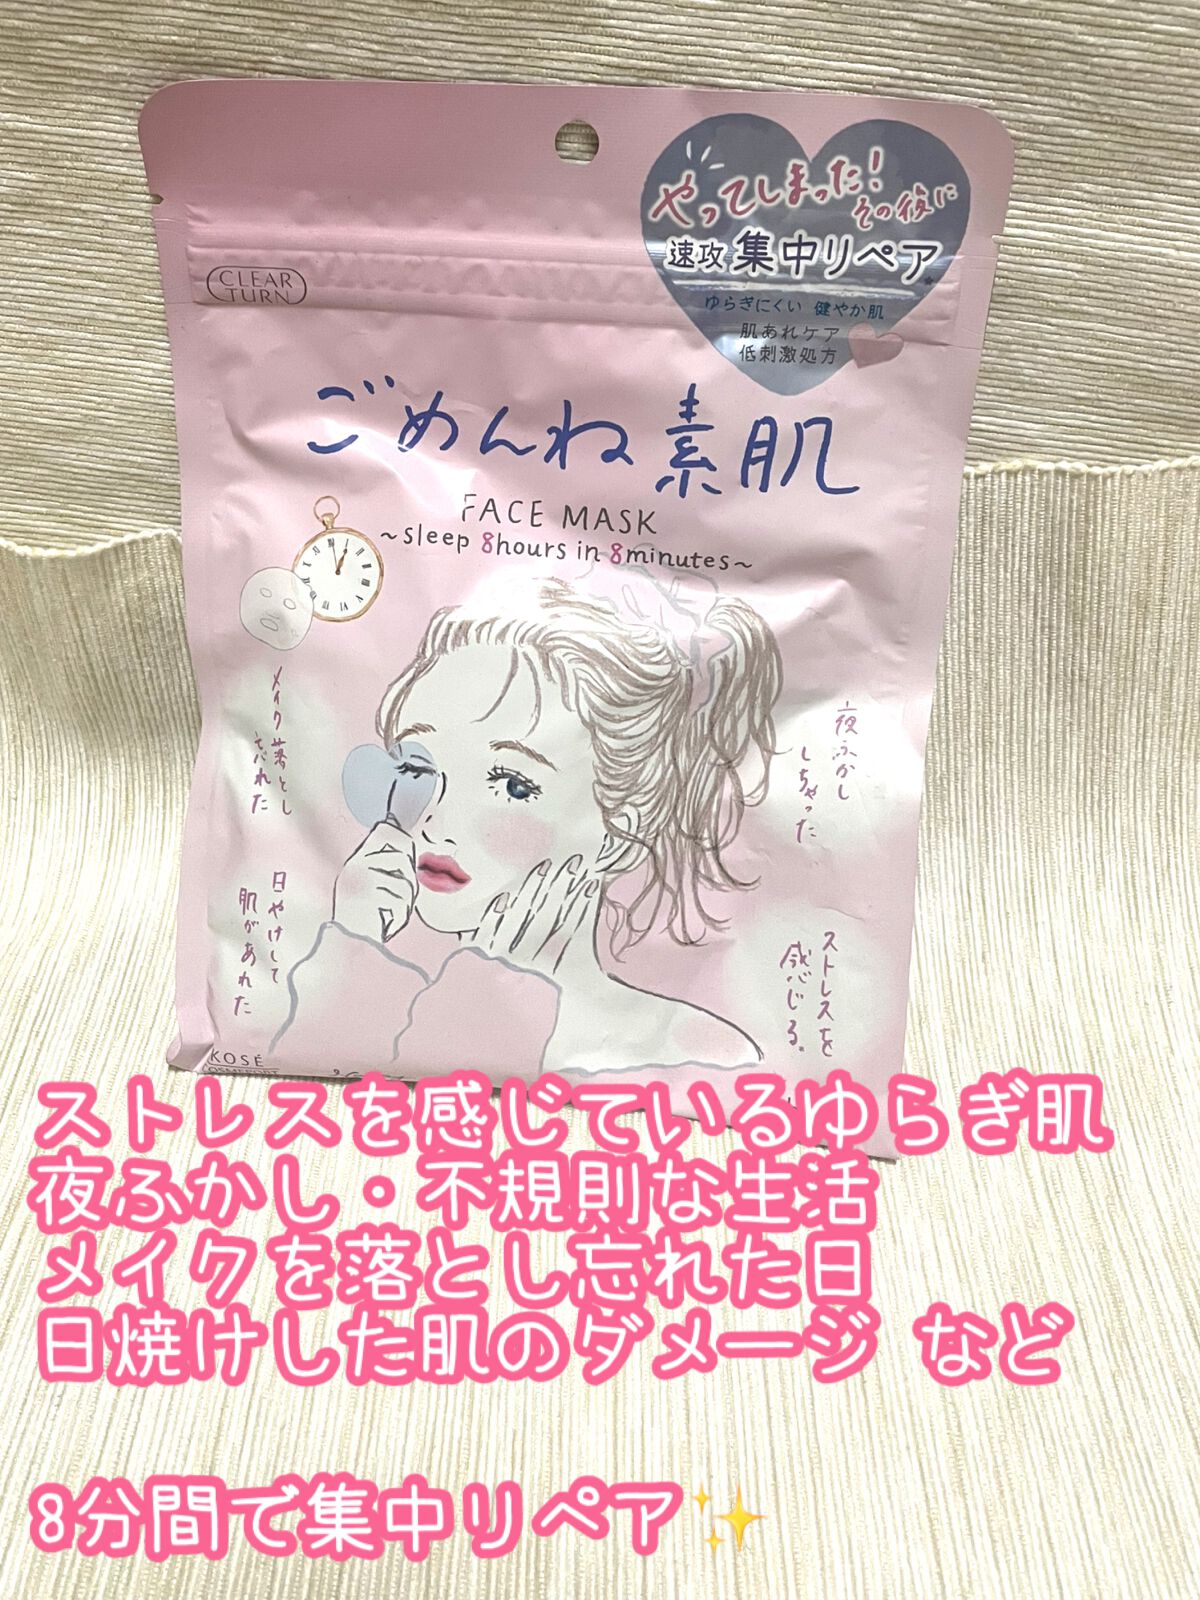 CLEAR
TURN
やってしまった!
その後に
速攻 集中リペア*
ゆらぎにくい 健やか肌
肌あれケア
低刺激処方
ごめんね素肌
FACE MASK
~sleep 8hours in 8minutes~
メイク落とし
忘れた
夜ふかし
しちゃった
日やけして
肌があれた
ストレスを
感じる。
KOSÉ
COSMEPORT
ストレスを感じているゆらぎ肌
夜ふかし・不規則な生活
メイクを落とし忘れた日
日焼けした肌のダメージ など
8分間で集中リペア✨